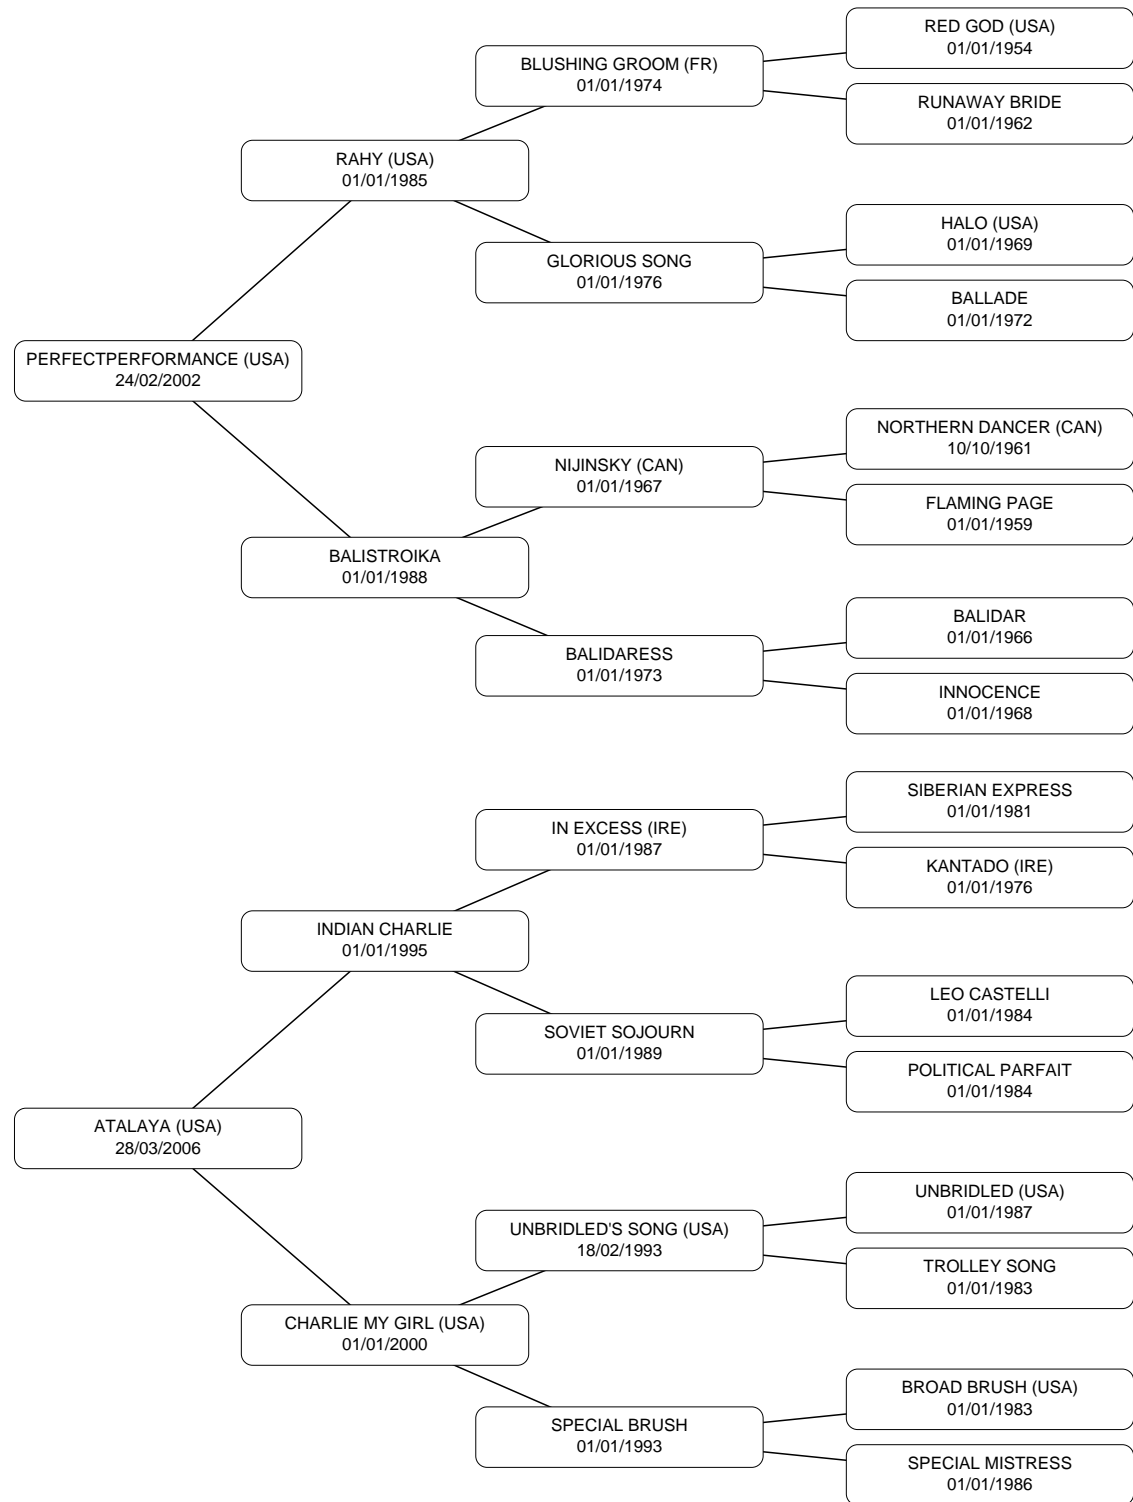 RED GOD (USA)
01/01/1954
BLUSHING GROOM (FR)
01/01/1974
RUNAWAY BRIDE
01/01/1962
RAHY (USA)
01/01/1985
HALO (USA)
01/01/1969
GLORIOUS SONG
01/01/1976
BALLADE
01/01/1972
PERFECTPERFORMANCE (USA)
24/02/2002
NORTHERN DANCER (CAN)
10/10/1961
NIJINSKY (CAN)
01/01/1967
FLAMING PAGE
01/01/1959
BALISTROIKA
01/01/1988
BALIDAR
01/01/1966
BALIDARESS
01/01/1973
INNOCENCE
01/01/1968
SIBERIAN EXPRESS
01/01/1981
IN EXCESS (IRE)
01/01/1987
KANTADO (IRE)
01/01/1976
INDIAN CHARLIE
01/01/1995
LEO CASTELLI
01/01/1984
SOVIET SOJOURN
01/01/1989
POLITICAL PARFAIT
01/01/1984
ATALAYA (USA)
28/03/2006
UNBRIDLED (USA)
01/01/1987
UNBRIDLED'S SONG (USA)
18/02/1993
TROLLEY SONG
01/01/1983
CHARLIE MY GIRL (USA)
01/01/2000
BROAD BRUSH (USA)
01/01/1983
SPECIAL BRUSH
01/01/1993
SPECIAL MISTRESS
01/01/1986